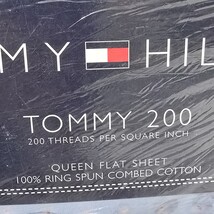 MY HIL
TOMMY 200
200 THREADS PER SQUARE INCH
QUEEN FLAT SHEET
100% RING SPUN COMBED COTTON